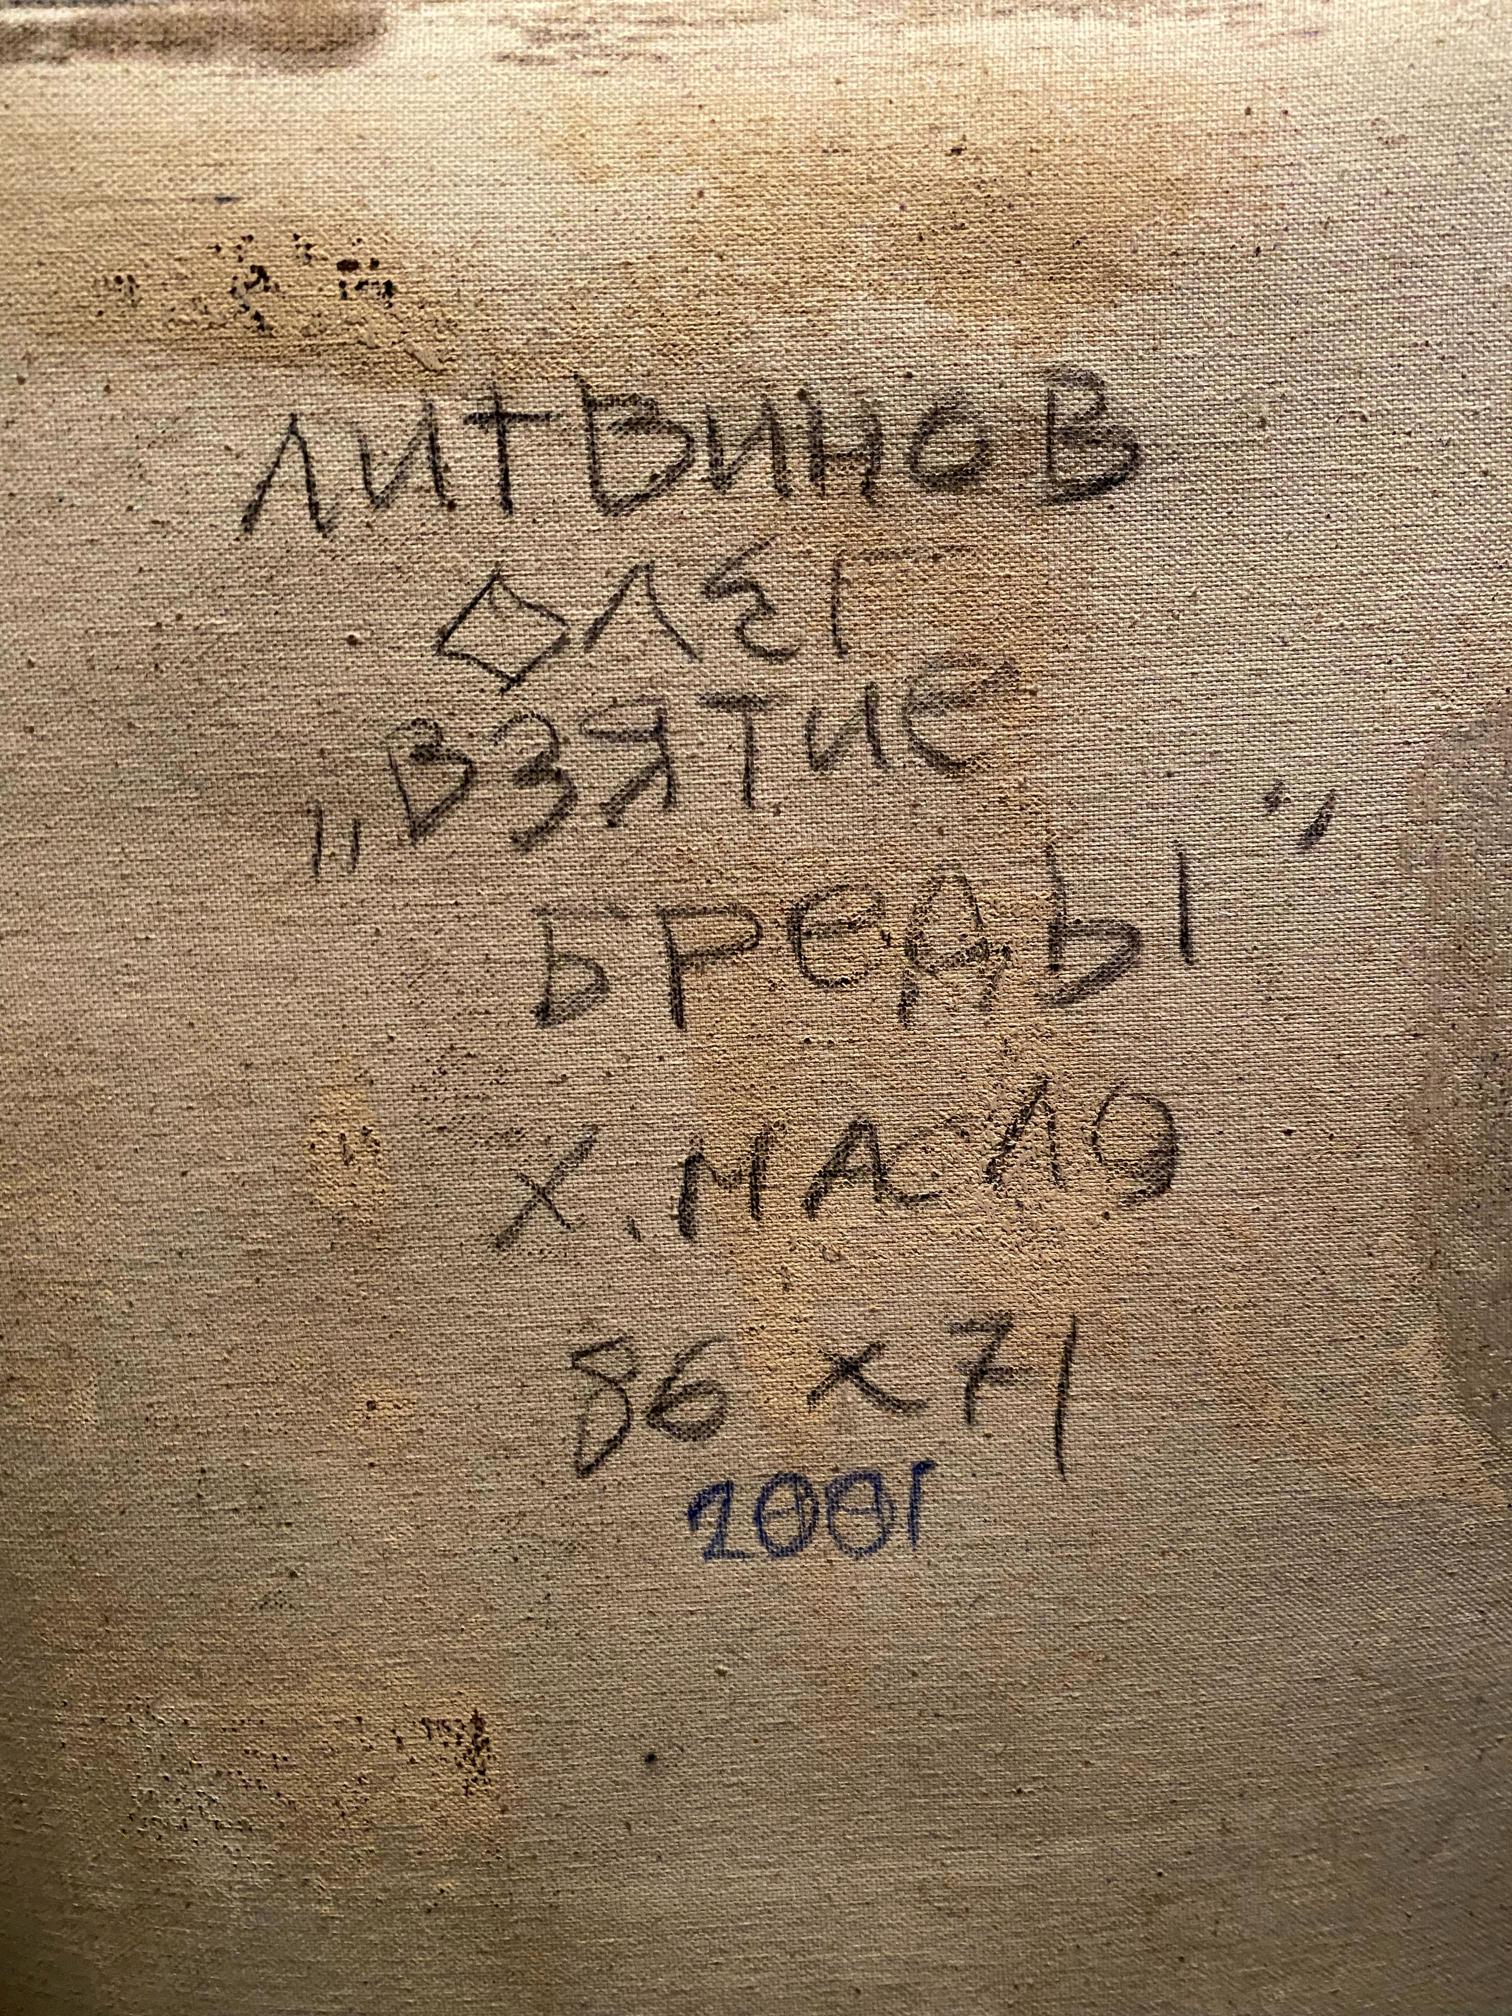 ЛИТВИНОВ
ОЛЕГ
„ВЗЯТИЕ
БРЕДЫ"
Х. МАСЛО
86 х 71
2001